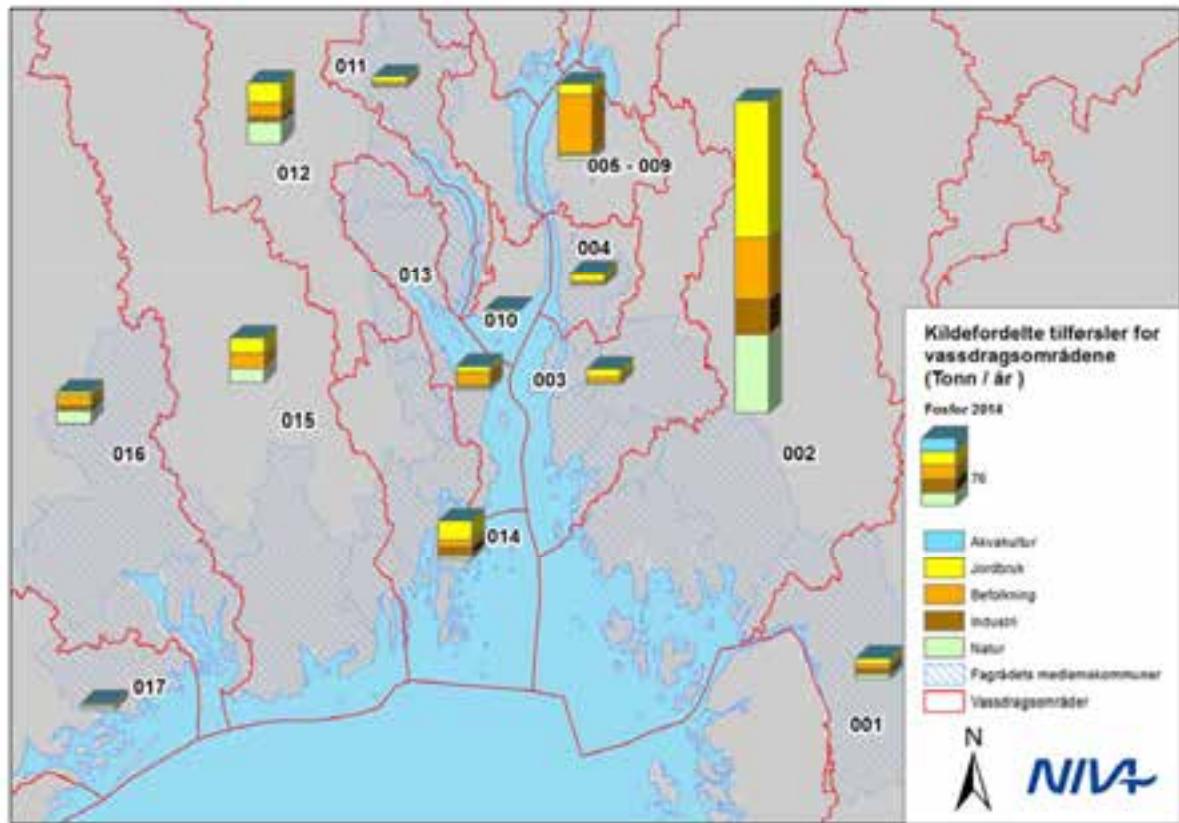 011
012
005 - 009
004
013
010
003
015
016
002
014
017
001
Kildefordelte tilførsler for
vassdragsområdene
(Tonn / år )
Fosfor 2014
76
Akvakultur
Jordbruk
Befolkning
Industri
Natur
Fagrådets medlemskommuner
Vassdragsområder
N
NIVA